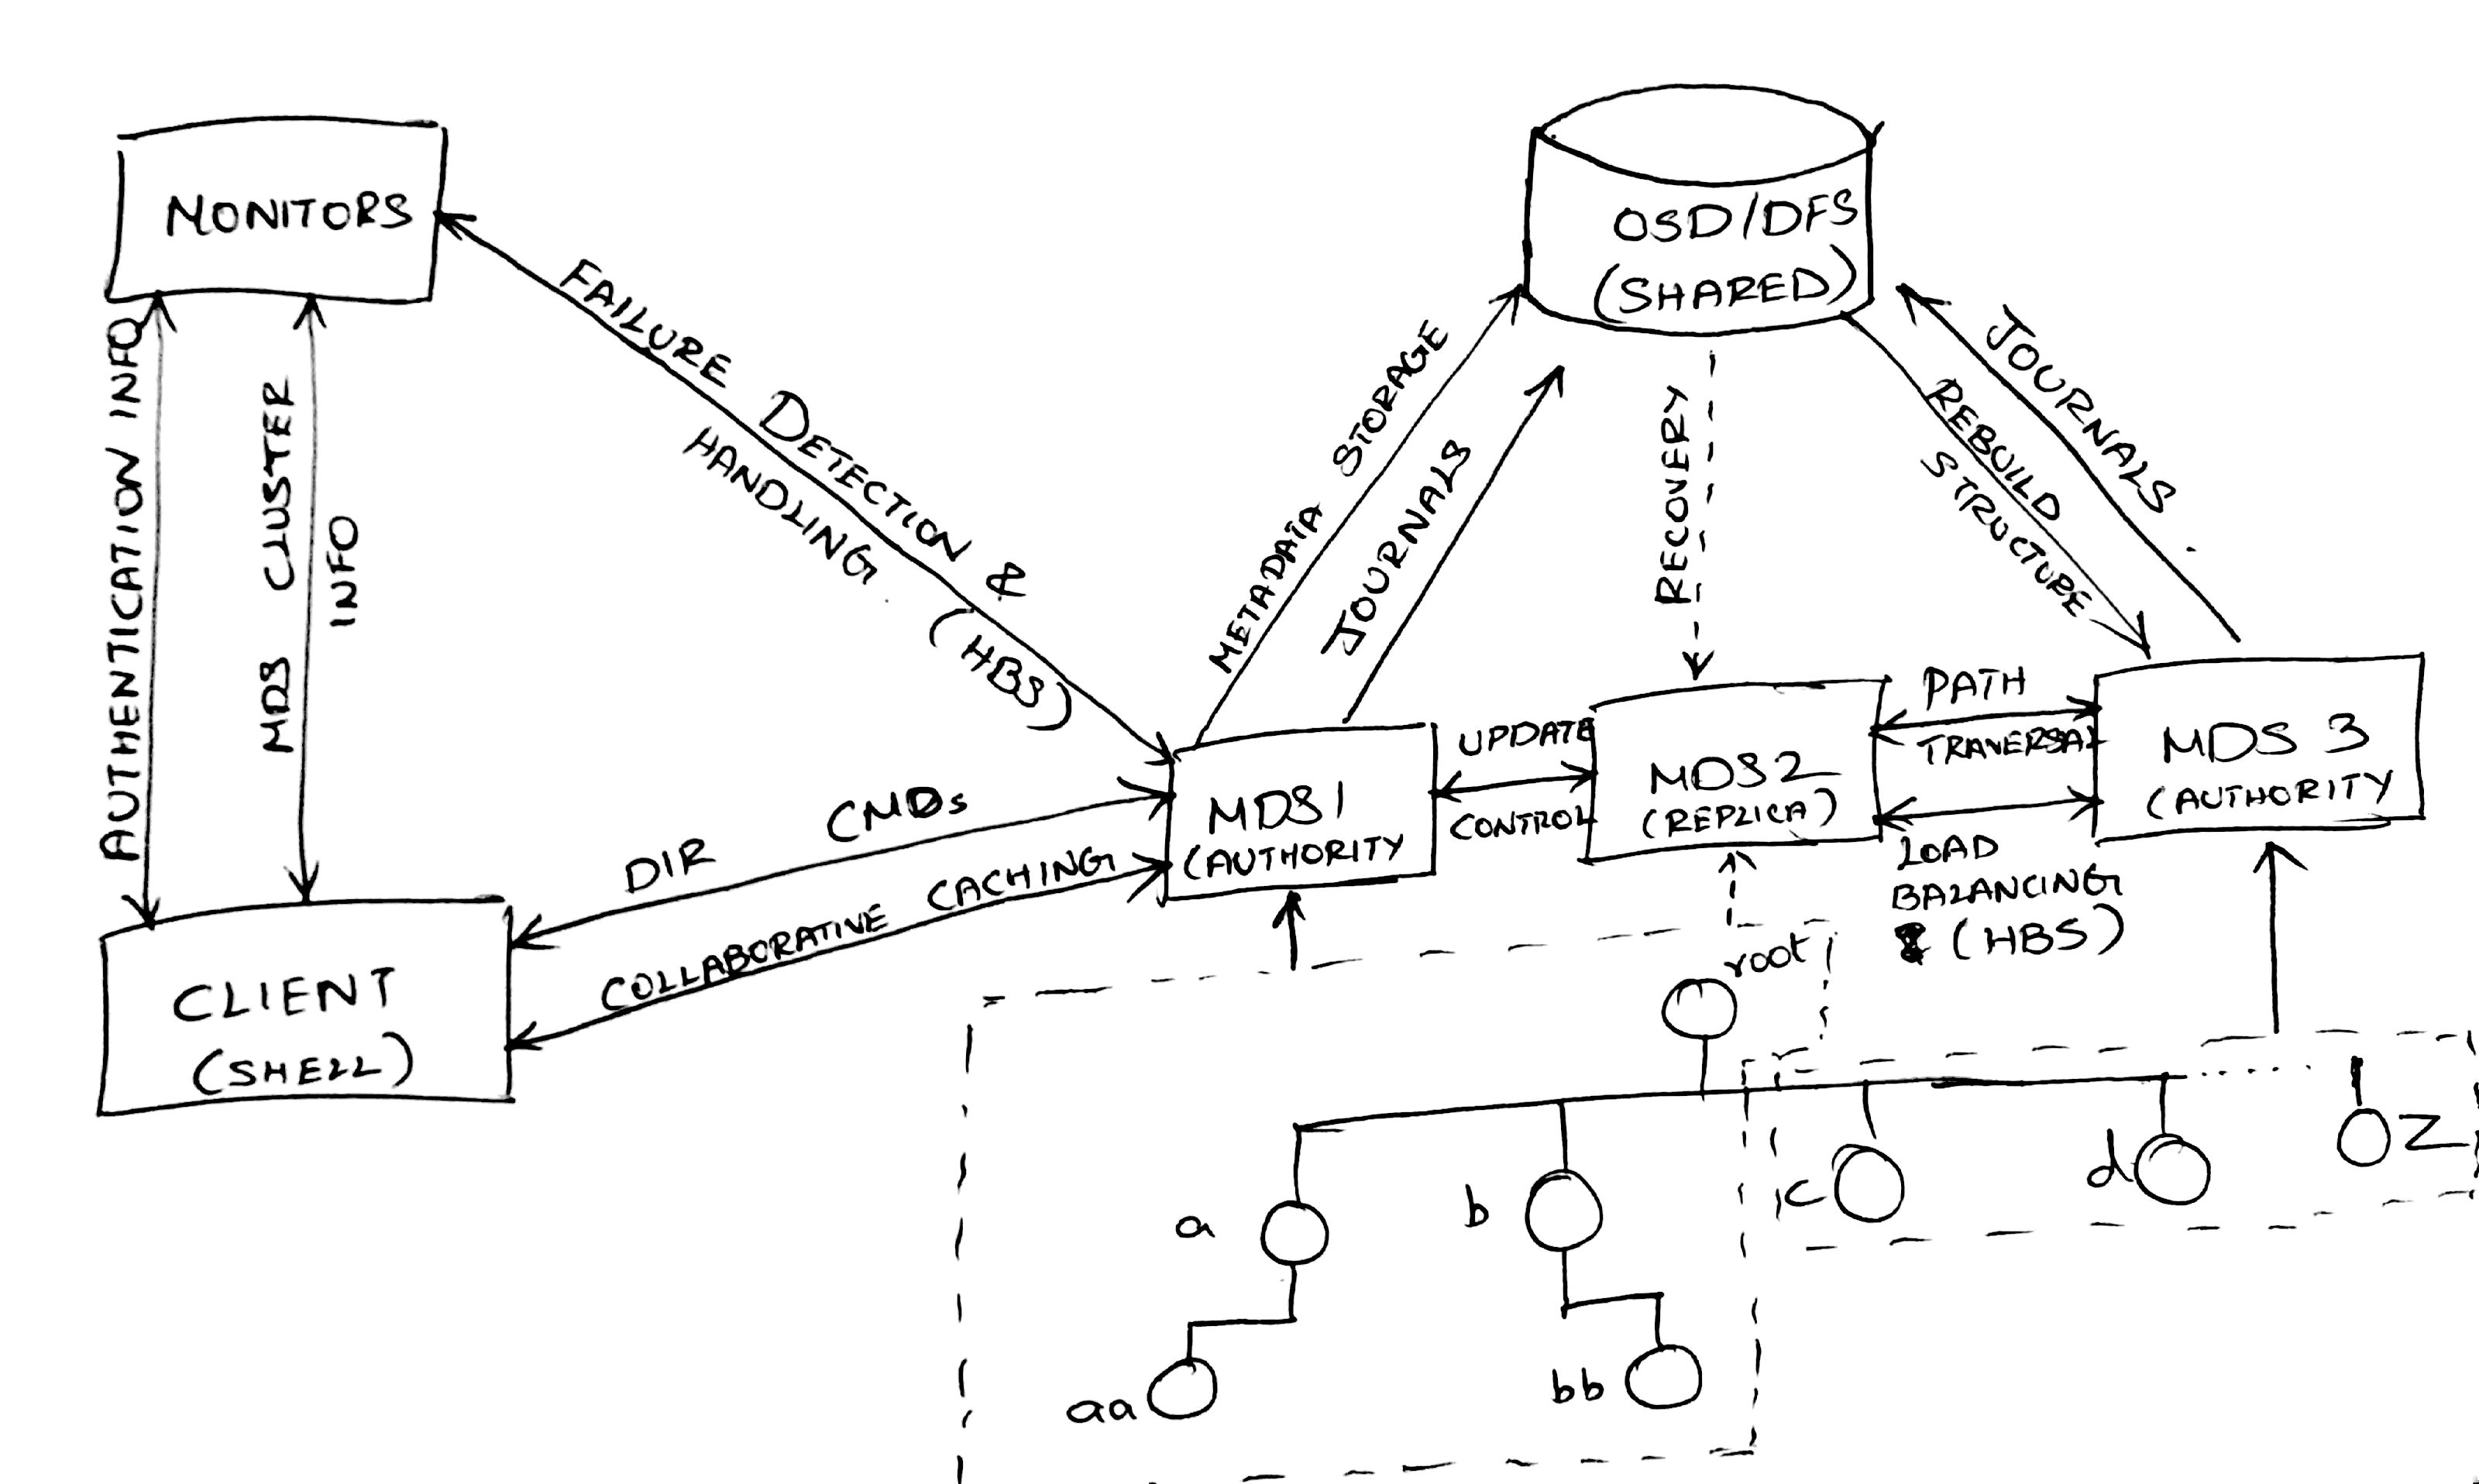 MONITORS
OSD/DFS
(SHARED)
AUTHENTICATION INFO
MDS CLUSTER
INFO
FAILURE DETECTION &
HANDLING (HBS)
METADATA STORAGE
JOURNALS
RECOVERY
REBUILD
STRUCTURE
JOURNALS
CLIENT
(SHELL)
DIR CMDs
COLLABORATIVE CACHING
MDS1
(AUTHORITY
UPDATE
CONTROL
MDS2
(REPLICA)
PATH
TRAVERSAL
LOAD
BALANCING
(HBS)
MDS 3
(AUTHORITY
root
a
b
c
d
Z
aa
bb